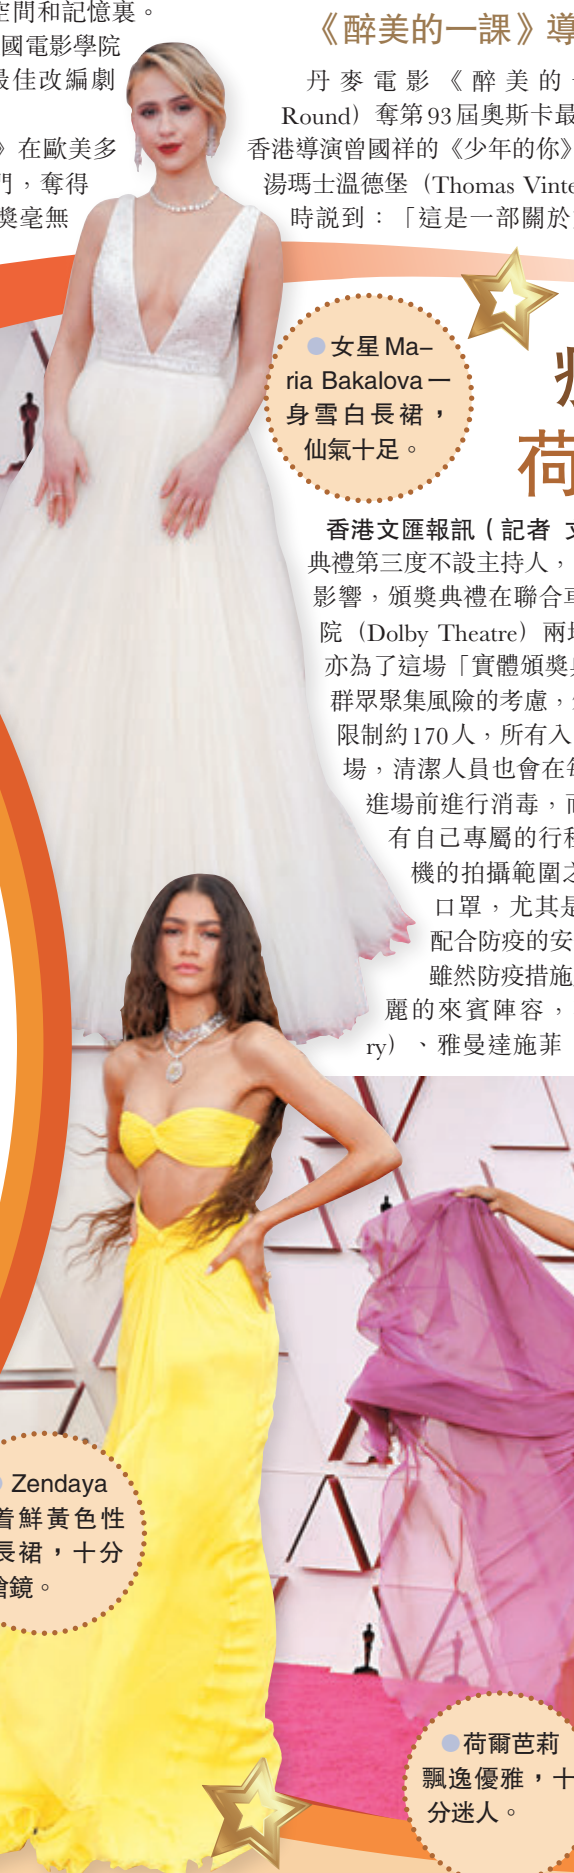 空間和記憶裏。
國電影學院
最佳改編劇
》在歐美多
門，奪得
獎毫無
《醉美的一課》導
丹麥電影《醉美的
Round）奪第93屆奧斯卡最
香港導演曾國祥的《少年的你》
湯瑪士溫德堡（Thomas Vinte
時說到：「這是一部關於
●女星 Ma-
ria Bakalova 一
身雪白長裙，
仙氣十足。
荷
香港文匯報訊（記者 文
典禮第三度不設主持人，
影響，頒獎典禮在聯合車
院（Dolby Theatre）兩
亦為了這場「實體頒獎
群眾聚集風險的考慮，
限制約170人，所有入
場，清潔人員也會在每
進場前進行消毒，而
有自己專屬的行程
機的拍攝範圍之
口罩，尤其是
配合防疫的安
雖然防疫措施
麗的來賓陣容，
ry）、雅曼達施菲
● Zendaya
着鮮黃色性
長裙，十分
搶鏡。
●荷爾芭莉
飄逸優雅，十
分迷人。